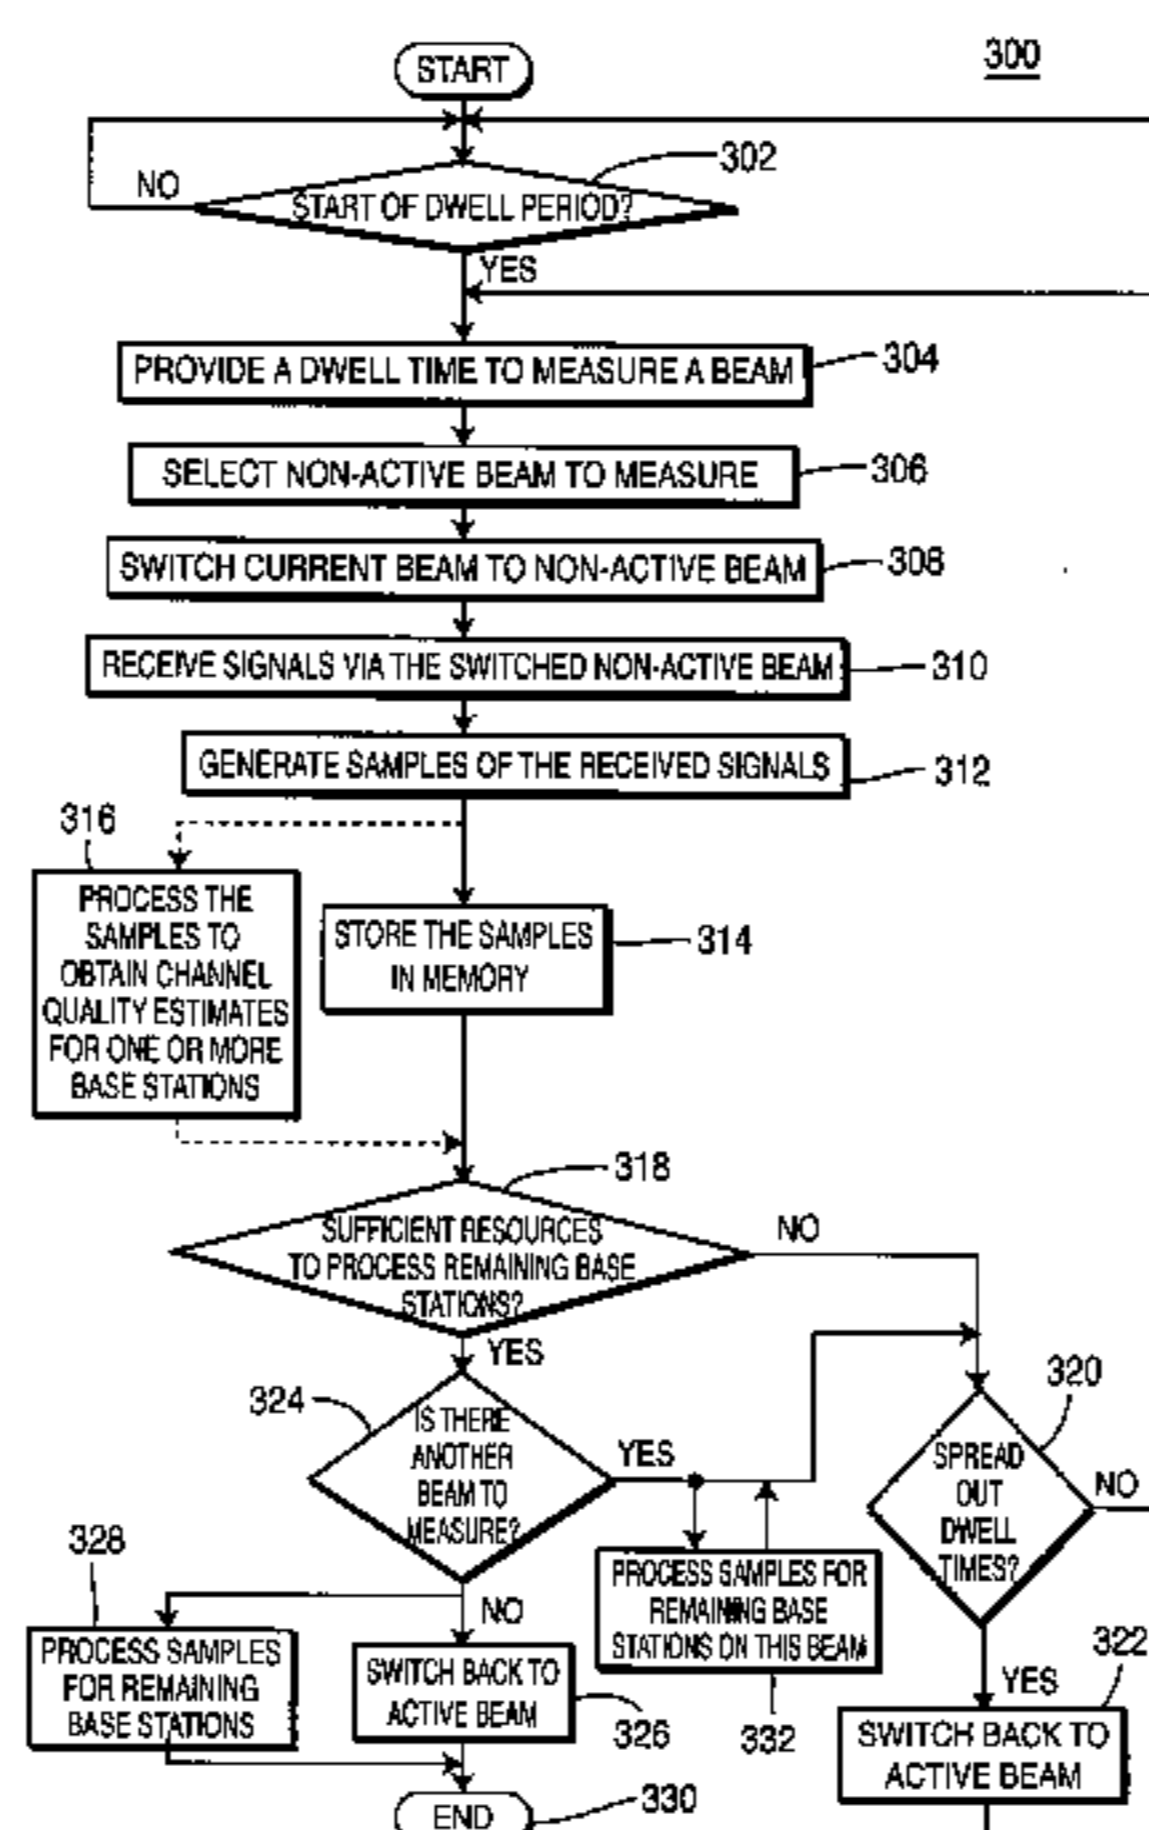 START
300
302
NO
START OF DWELL PERIOD?
YES
PROVIDE A DWELL TIME TO MEASURE A BEAM
304
SELECT NON-ACTIVE BEAM TO MEASURE
306
SWITCH CURRENT BEAM TO NON-ACTIVE BEAM
308
RECEIVE SIGNALS VIA THE SWITCHED NON-ACTIVE BEAM
310
GENERATE SAMPLES OF THE RECEIVED SIGNALS
312
316
PROCESS THE
SAMPLES TO
OBTAIN CHANNEL
QUALITY ESTIMATES
FOR ONE OR MORE
BASE STATIONS
STORE THE SAMPLES
IN MEMORY
314
318
SUFFICIENT RESOURCES
TO PROCESS REMAINING BASE
STATIONS?
NO
YES
324
IS THERE
ANOTHER
BEAM TO
MEASURE?
YES
320
SPREAD
OUT
DWELL
TIMES?
NO
328
PROCESS SAMPLES
FOR REMAINING
BASE STATIONS
NO
SWITCH BACK TO
ACTIVE BEAM
326
PROCESS SAMPLES FOR
REMAINING BASE
STATIONS ON THIS BEAM
332
YES
322
SWITCH BACK TO
ACTIVE BEAM
END
330